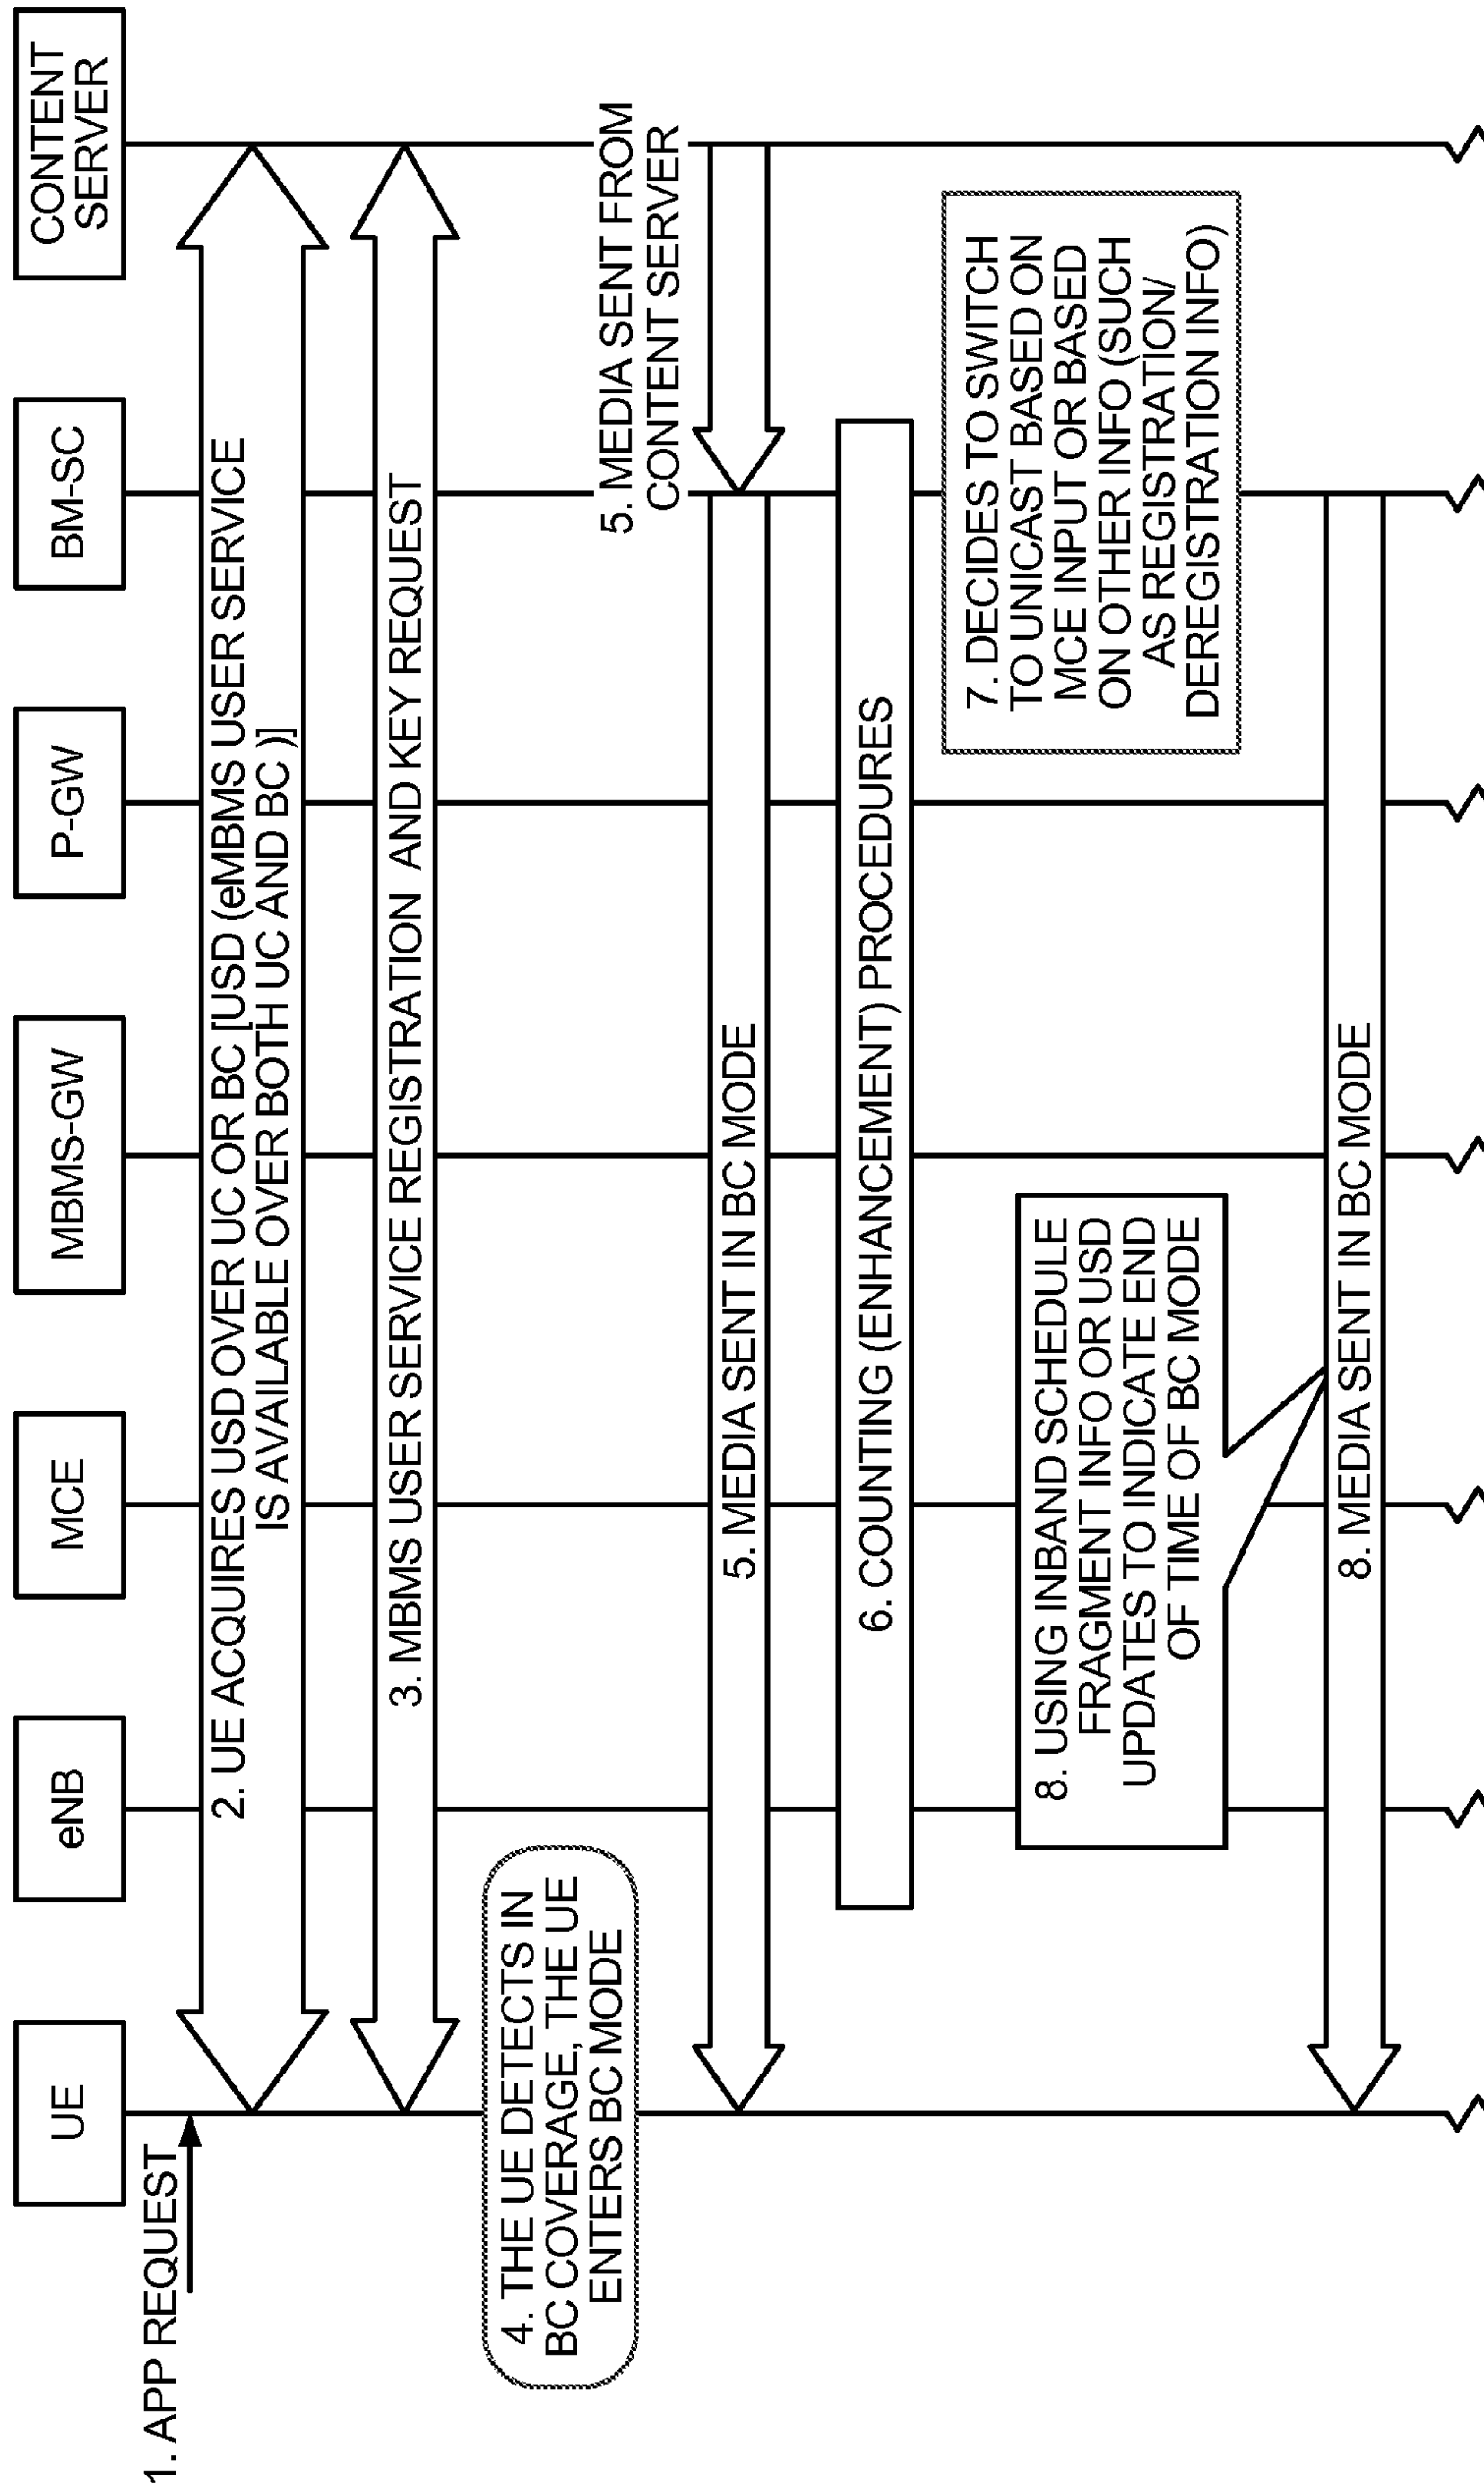 UE
eNB
MCE
MBMS-GW
P-GW
BM-SC
CONTENT
SERVER
1. APP REQUEST
2. UE ACQUIRES USD OVER UC OR BC [USD (eMBMS USER SERVICE
IS AVAILABLE OVER BOTH UC AND BC )]
3. MBMS USER SERVICE REGISTRATION AND KEY REQUEST
4. THE UE DETECTS IN
BC COVERAGE, THE UE
ENTERS BC MODE
5. MEDIA SENT FROM
CONTENT SERVER
5. MEDIA SENT IN BC MODE
6. COUNTING (ENHANCEMENT) PROCEDURES
7. DECIDES TO SWITCH
TO UNICAST BASED ON
MCE INPUT OR BASED
ON OTHER INFO (SUCH
AS REGISTRATION/
DEREGISTRATION INFO)
8. USING INBAND SCHEDULE
FRAGMENT INFO OR USD
UPDATES TO INDICATE END
OF TIME OF BC MODE
8. MEDIA SENT IN BC MODE